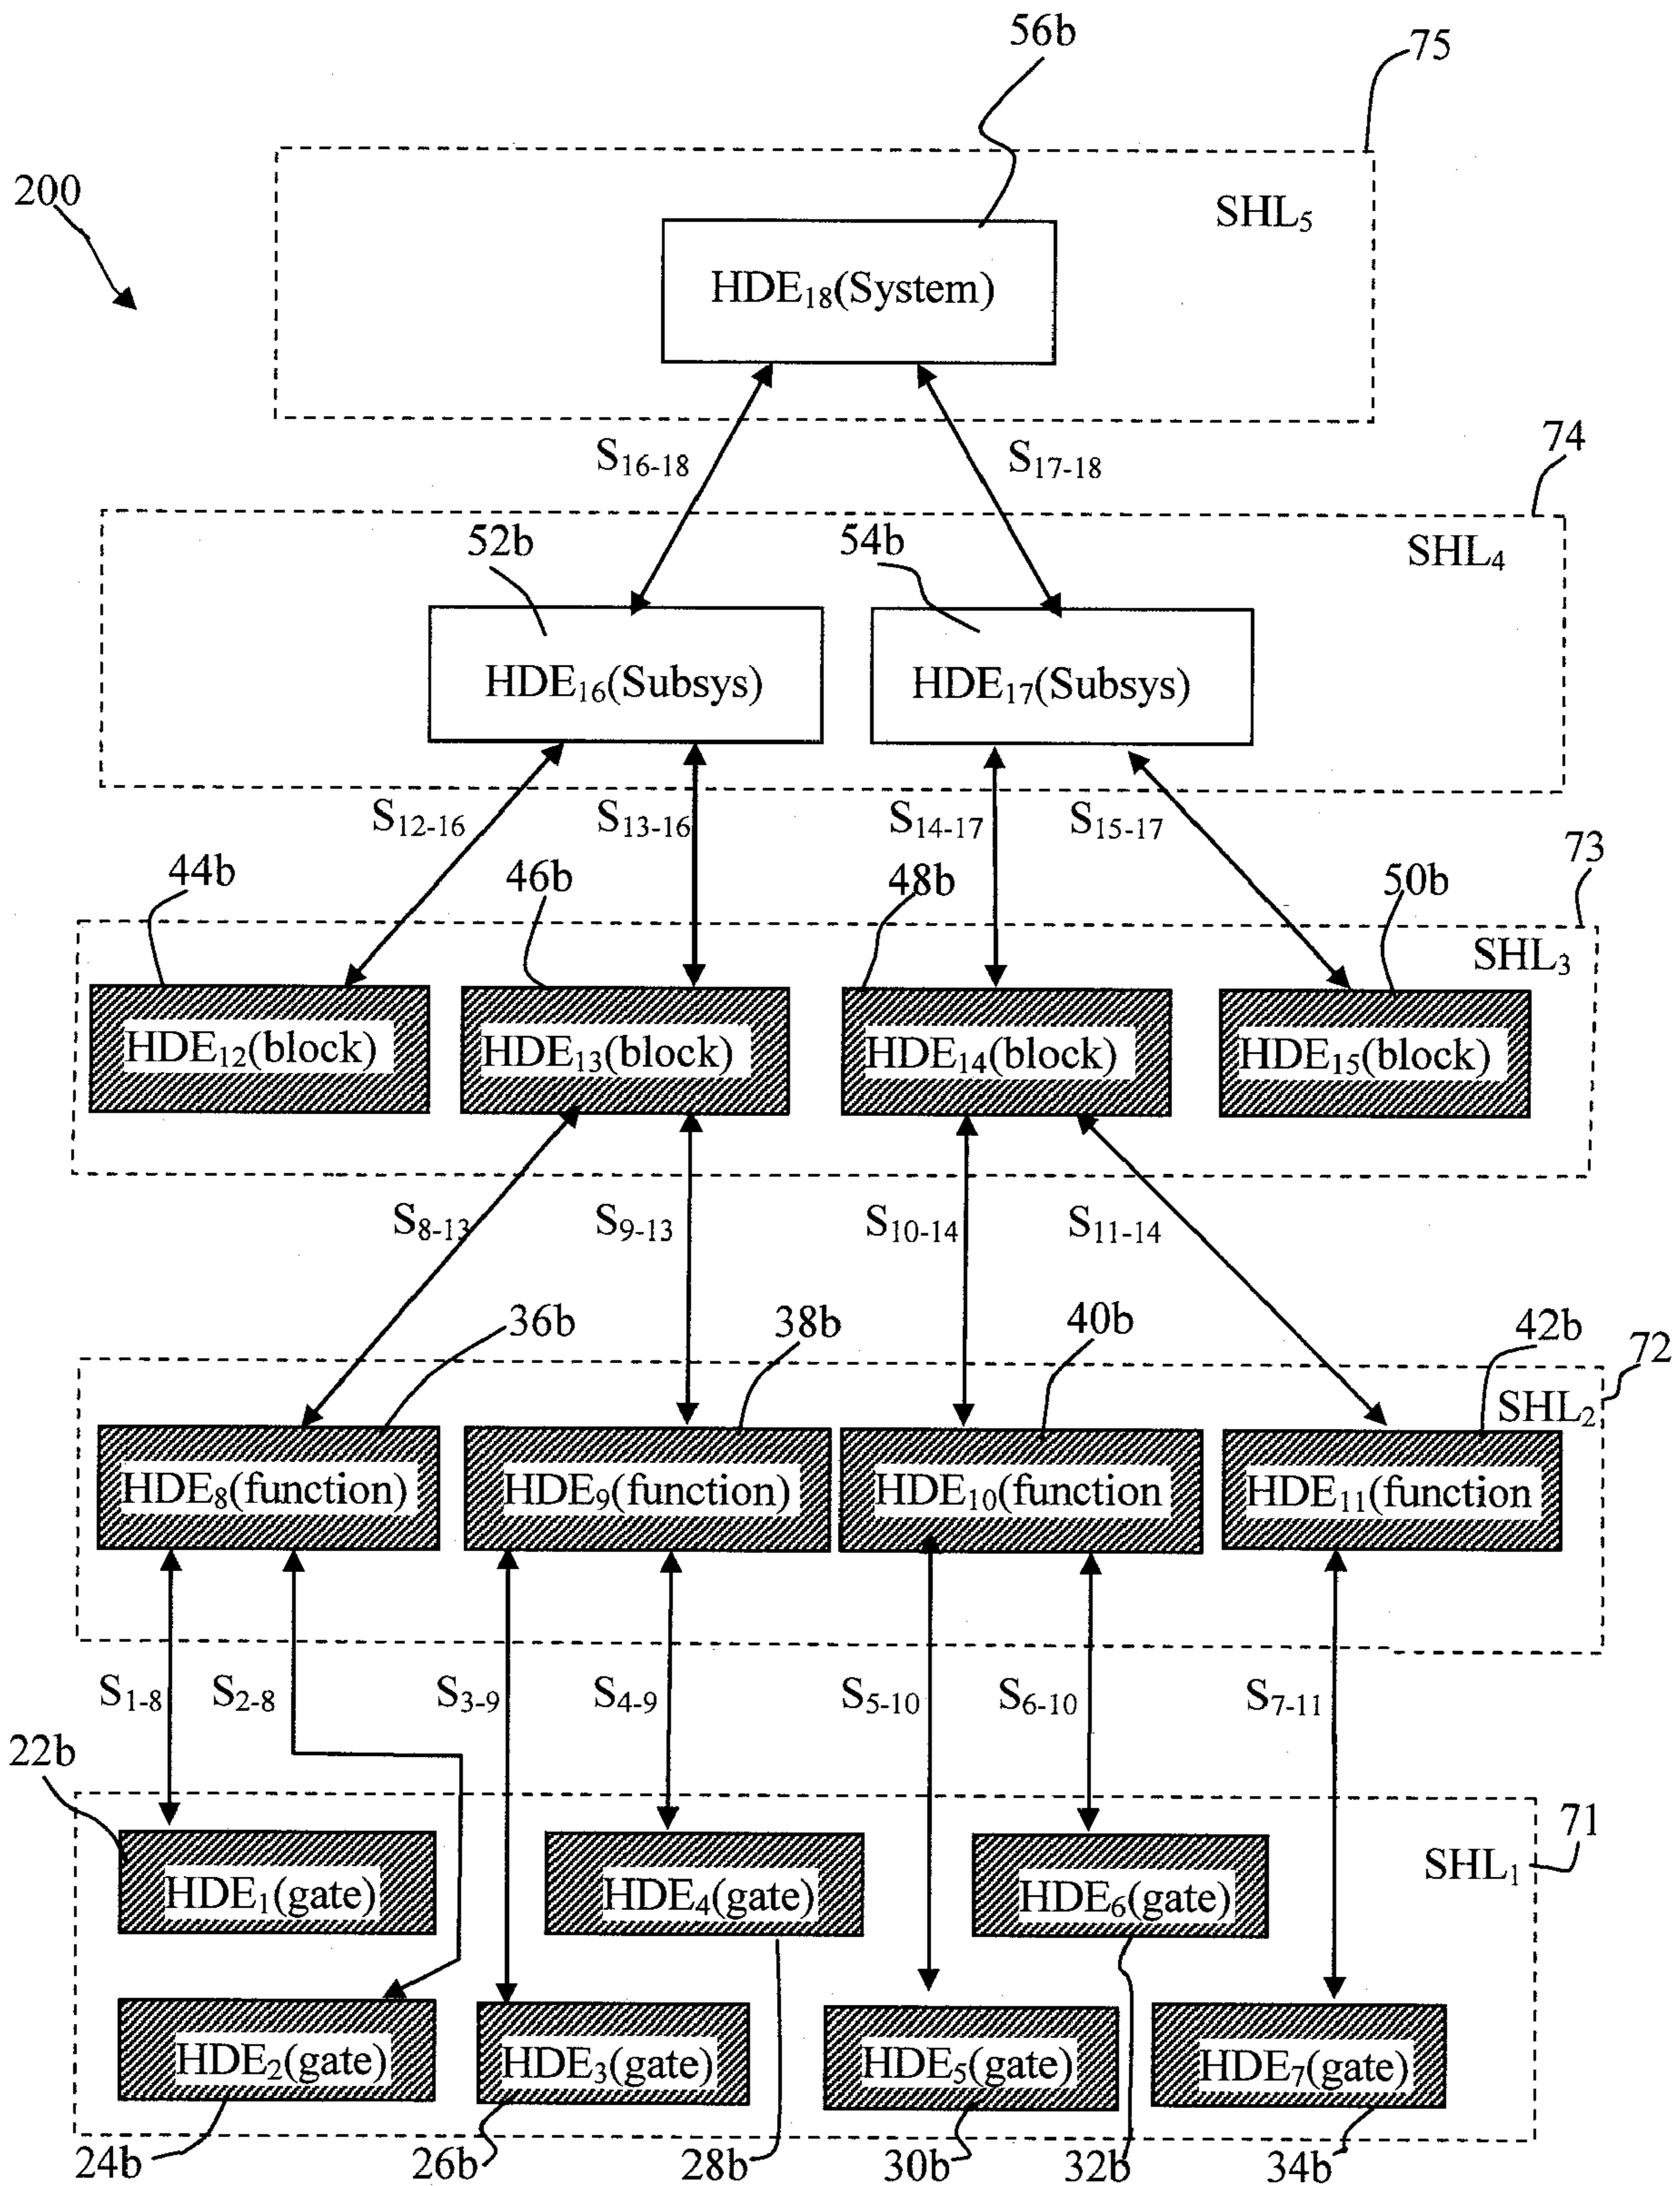 56b
75
200
SHL₅
HDE₁₈(System)
S₁₆₋₁₈
S₁₇₋₁₈
74
52b
54b
SHL₄
HDE₁₆(Subsys)
HDE₁₇(Subsys)
S₁₂₋₁₆
S₁₃₋₁₆
S₁₄₋₁₇
S₁₅₋₁₇
73
44b
46b
48b
50b
SHL₃
HDE₁₂(block)
HDE₁₃(block)
HDE₁₄(block)
HDE₁₅(block)
S₈₋₁₃
S₉₋₁₃
S₁₀₋₁₄
S₁₁₋₁₄
36b
38b
40b
42b
72
SHL₂
HDE₈(function)
HDE₉(function)
HDE₁₀(function
HDE₁₁(function
S₁₋₈
S₂₋₈
S₃₋₉
S₄₋₉
S₅₋₁₀
S₆₋₁₀
S₇₋₁₁
22b
71
SHL₁
HDE₁(gate)
HDE₄(gate)
HDE₆(gate)
HDE₂(gate)
HDE₃(gate)
HDE₅(gate)
HDE₇(gate)
24b
26b
28b
30b
32b
34b